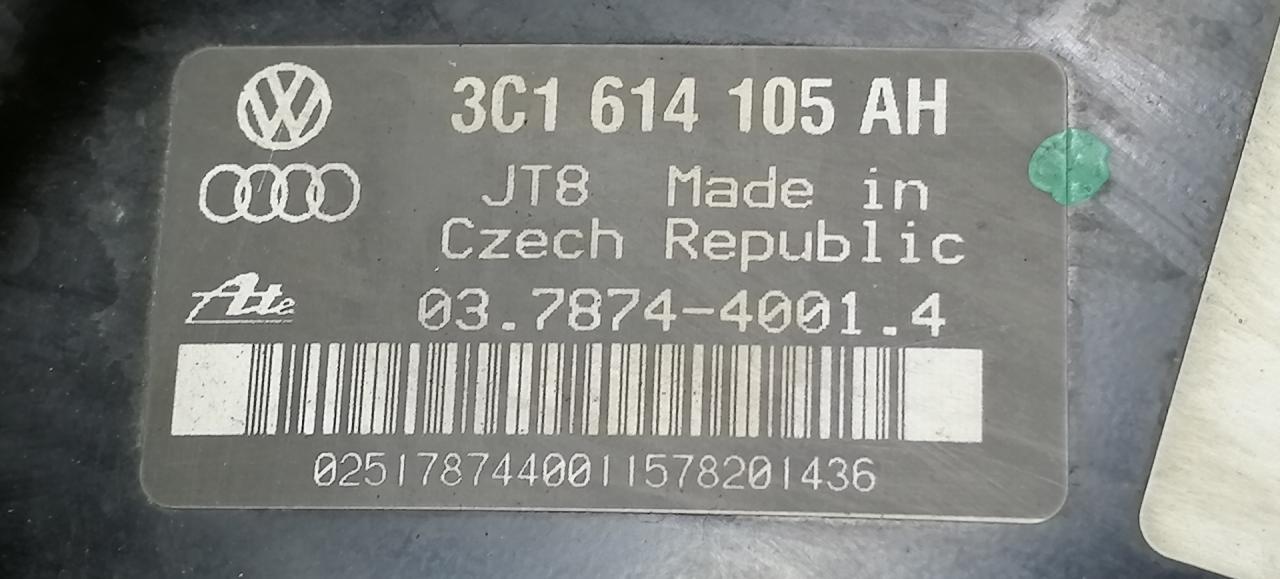 3C1 614 105 AH
JT8 Made in
Czech Republic
Ate
03.7874-4001.4
0251787440011578201436